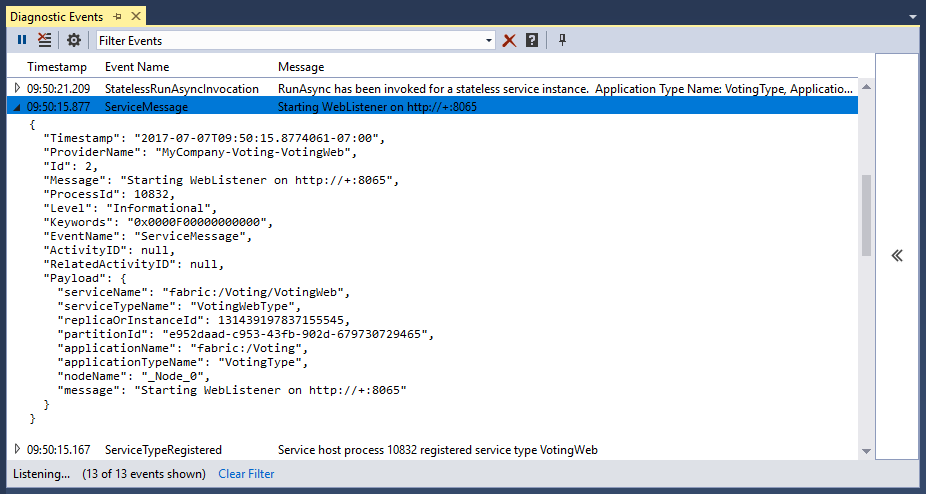 Diagnostic Events
Filter Events
Timestamp Event Name Message
09:50:21.209 StatelessRunAsyncInvocation RunAsync has been invoked for a stateless service instance.  Application Type Name: VotingType, Applicatio...
09:50:15.877 ServiceMessage Starting WebListener on http://+:8065
{
  "Timestamp": "2017-07-07T09:50:15.8774061-07:00",
  "ProviderName": "MyCompany-Voting-VotingWeb",
  "Id": 2,
  "Message": "Starting WebListener on http://+:8065",
  "ProcessId": 10832,
  "Level": "Informational",
  "Keywords": "0x0000F00000000000",
  "EventName": "ServiceMessage",
  "ActivityID": null,
  "RelatedActivityID": null,
  "Payload": {
    "serviceName": "fabric:/Voting/VotingWeb",
    "serviceTypeName": "VotingWebType",
    "replicaOrInstanceId": 131439197837155545,
    "partitionId": "e952daad-c953-43fb-902d-679730729465",
    "applicationName": "fabric:/Voting",
    "applicationTypeName": "VotingType",
    "nodeName": "_Node_0",
    "message": "Starting WebListener on http://+:8065"
  }
}
09:50:15.167 ServiceTypeRegistered Service host process 10832 registered service type VotingWeb
Listening... (13 of 13 events shown) Clear Filter